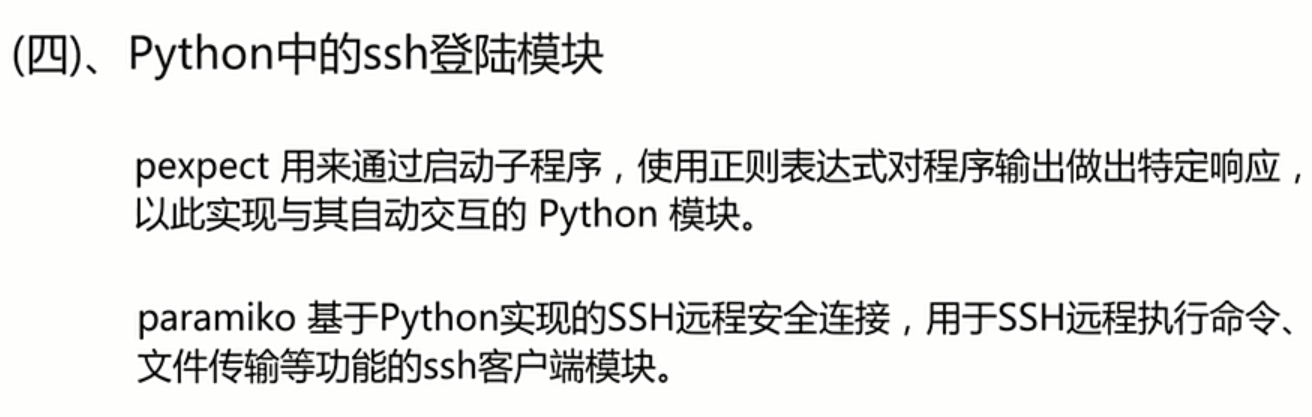 (四)、Python中的ssh登陆模块
pexpect 用来通过启动子程序，使用正则表达式对程序输出做出特定响应，
以此实现与其自动交互的 Python 模块。
paramiko 基于Python实现的SSH远程安全连接，用于SSH远程执行命令、
文件传输等功能的ssh客户端模块。